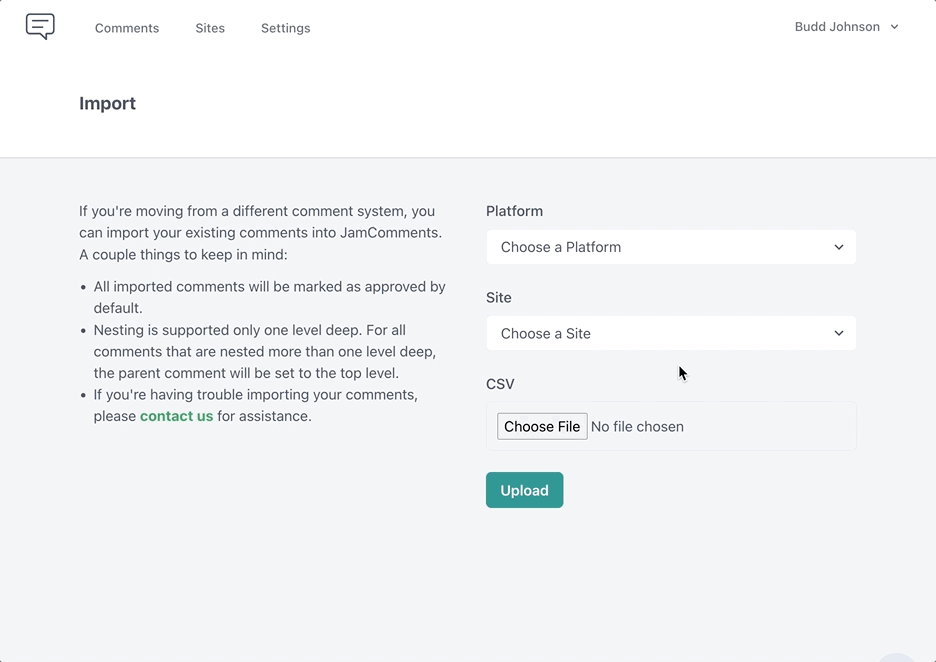 Comments Sites Settings Budd Johnson
Import
If you're moving from a different comment system, you
can import your existing comments into JamComments.
A couple things to keep in mind:
• All imported comments will be marked as approved by
default.
• Nesting is supported only one level deep. For all
comments that are nested more than one level deep,
the parent comment will be set to the top level.
• If you're having trouble importing your comments,
please contact us for assistance.
Platform
Choose a Platform
Site
Choose a Site
CSV
Choose File No file chosen
Upload